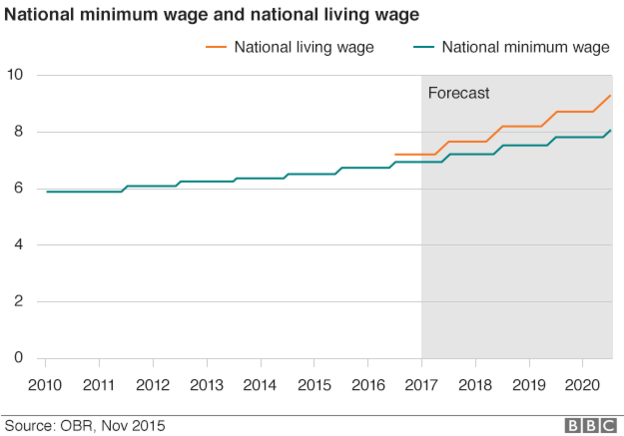 National minimum wage and national living wage
National living wage National minimum wage
10
Forecast
8
6
4
2
0
2010 2011 2012 2013 2014 2015 2016 2017 2018 2019 2020
Source: OBR, Nov 2015 BBC